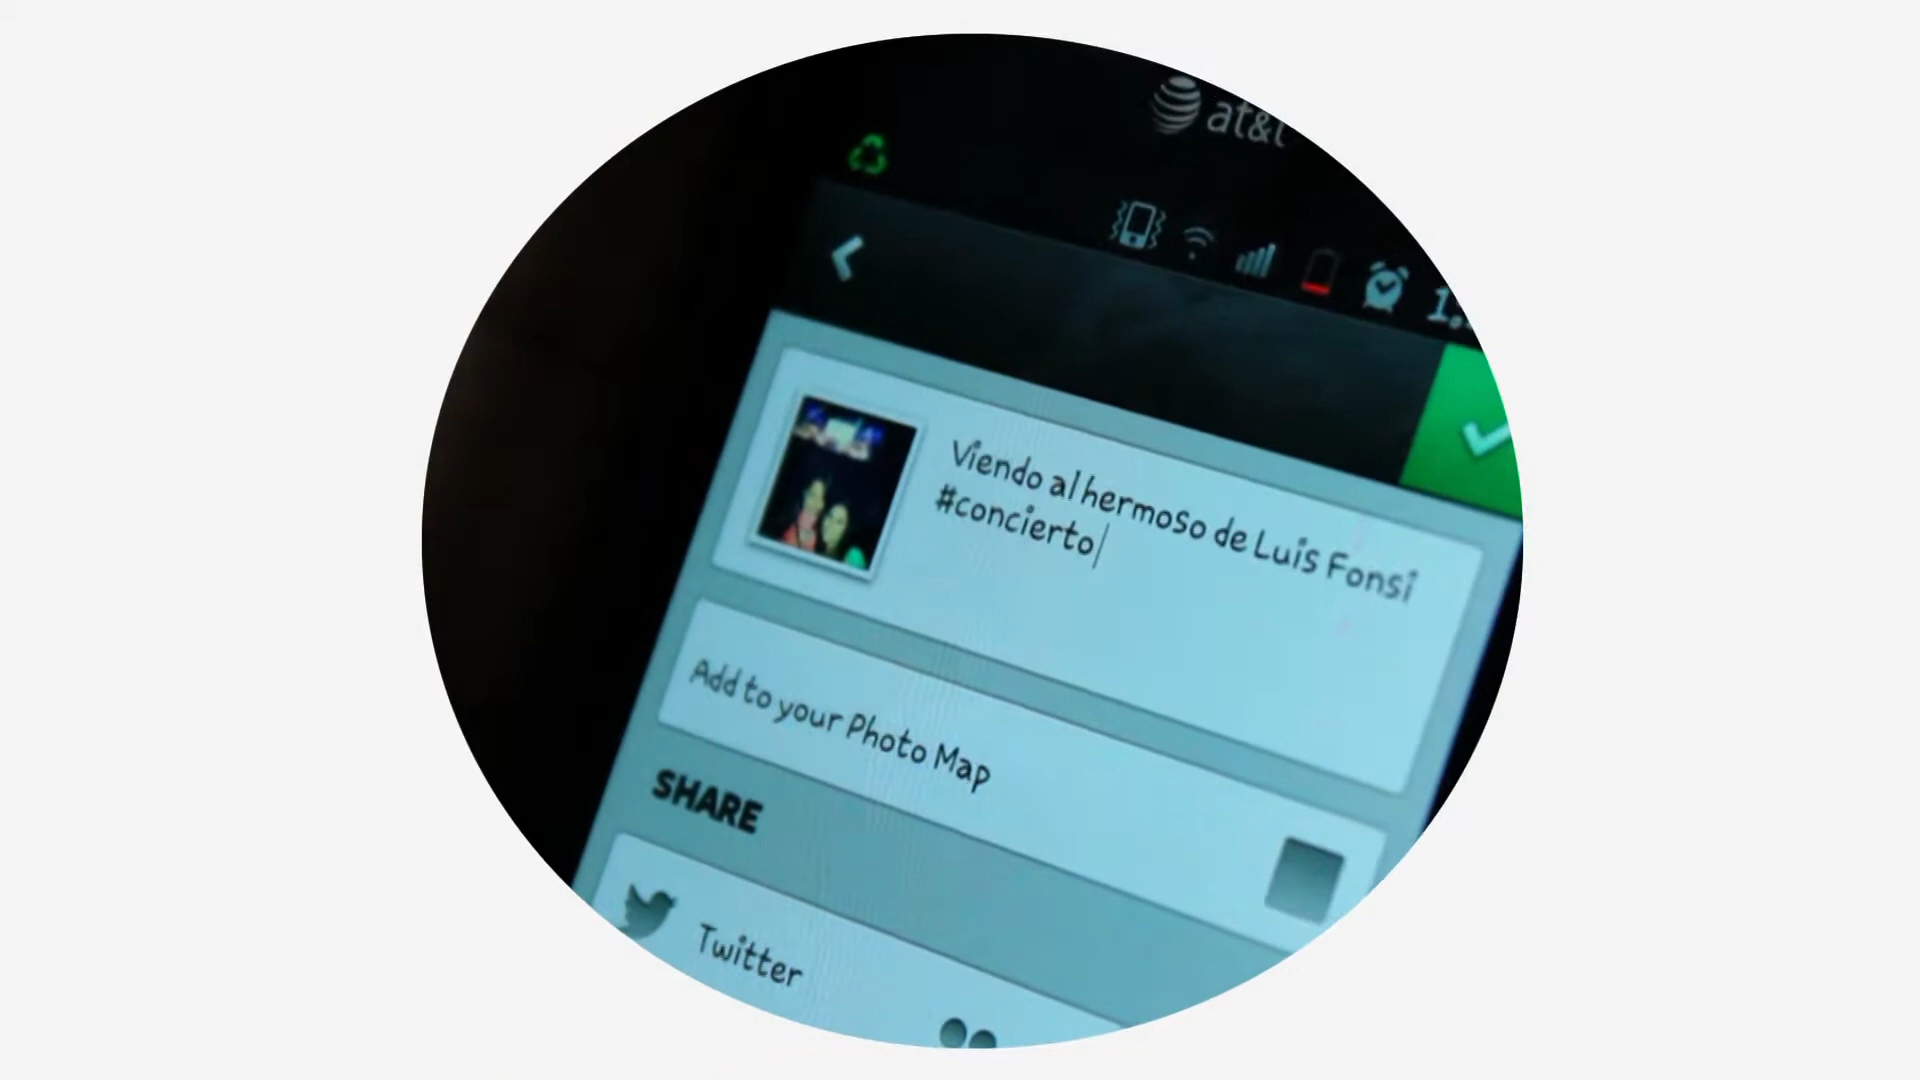 at&t
Viendo al hermoso de Luis Fonsi
#concierto
Add to your Photo Map
SHARE
Twitter